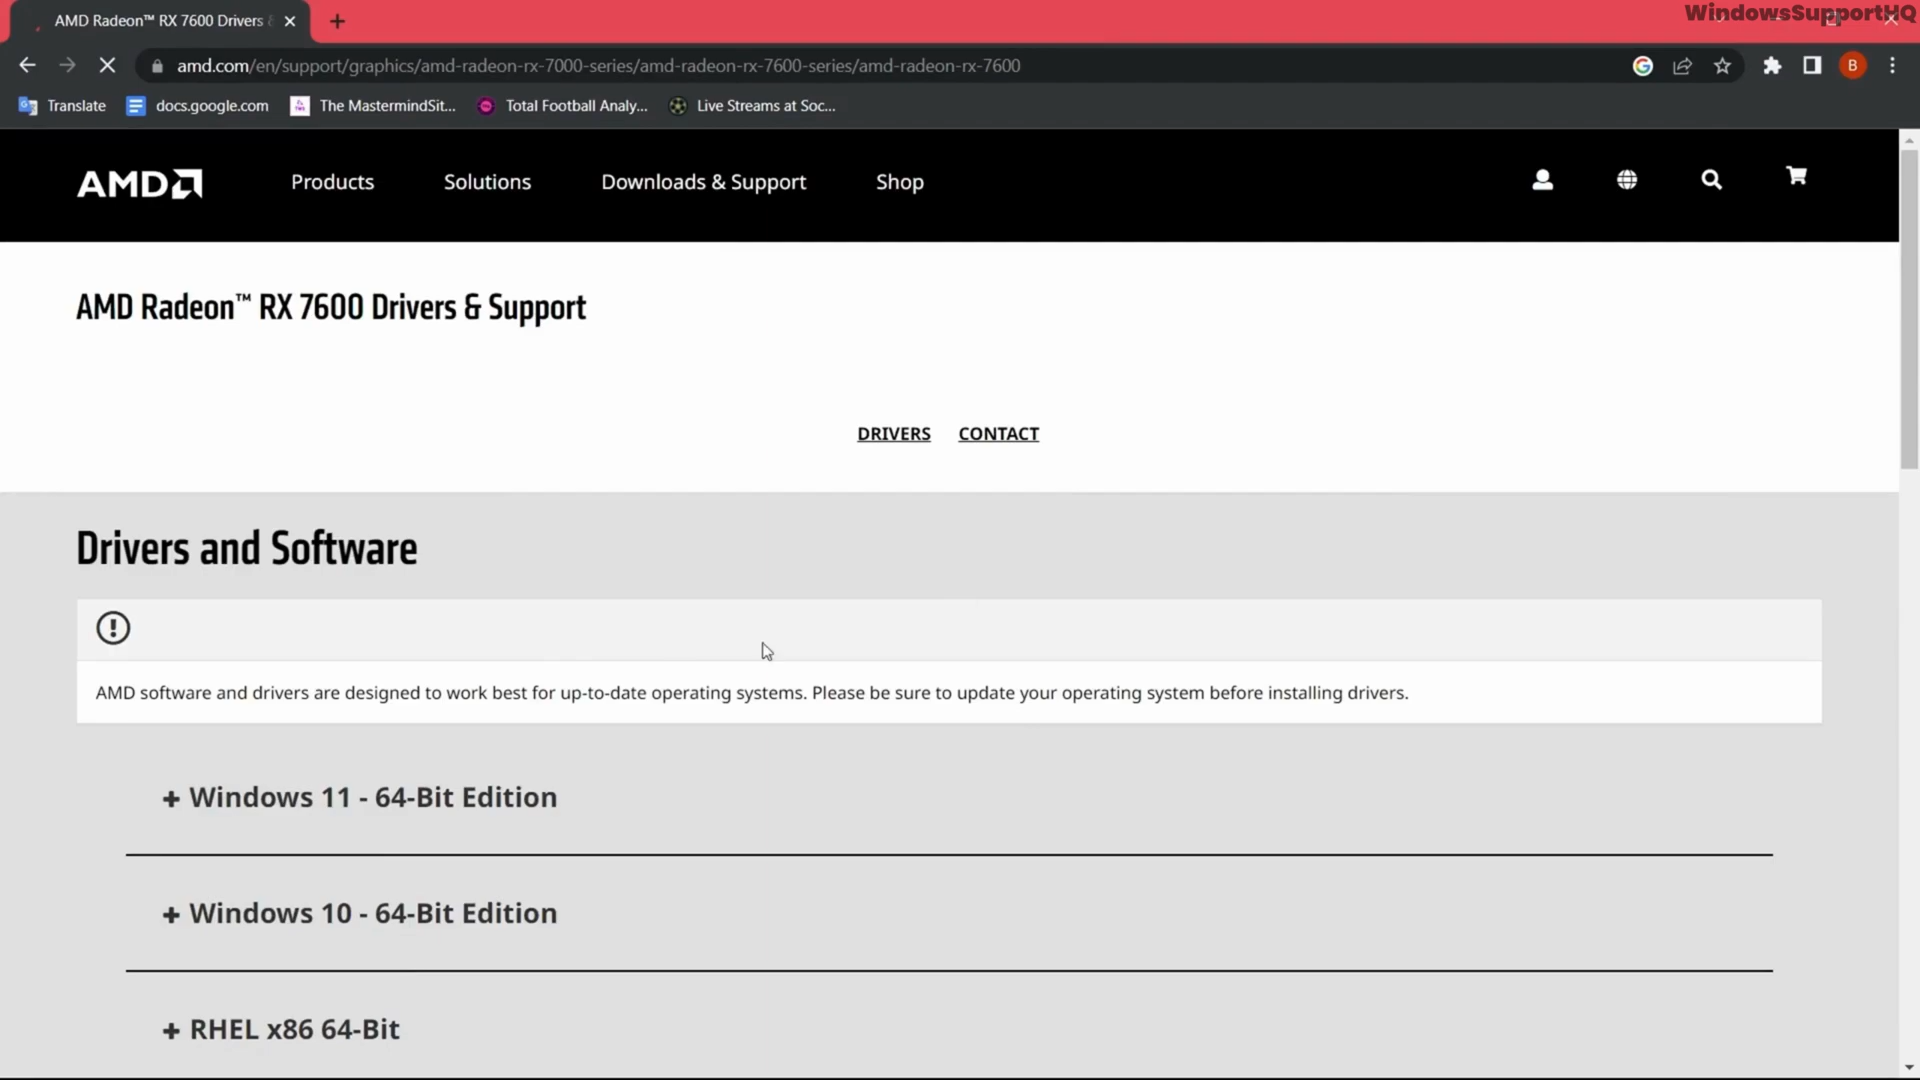 AMD Radeon™ RX 7600 Drivers &
WindowsSupportHQ
amd.com/en/support/graphics/amd-radeon-rx-7000-series/amd-radeon-rx-7600-series/amd-radeon-rx-7600
B
Translate docs.google.com The MastermindSit... Total Football Analy... Live Streams at Soc...
AMD Products Solutions Downloads & Support Shop
AMD Radeon™ RX 7600 Drivers & Support
DRIVERS CONTACT
Drivers and Software
AMD software and drivers are designed to work best for up-to-date operating systems. Please be sure to update your operating system before installing drivers.
+ Windows 11 - 64-Bit Edition
+ Windows 10 - 64-Bit Edition
+ RHEL x86 64-Bit